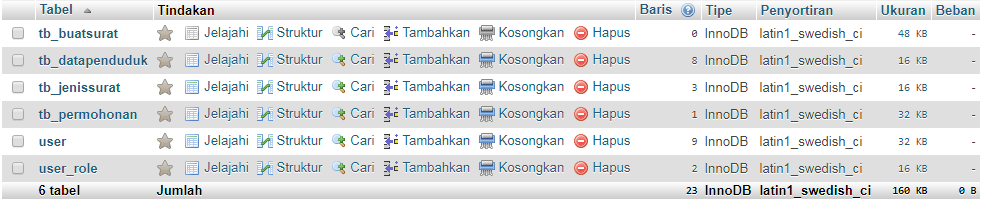 Tabel Tindakan Baris Tipe Penyortiran Ukuran Beban
tb_buatsurat Jelajahi Struktur Cari Tambahkan Kosongkan Hapus 0 InnoDB latin1_swedish_ci 48 KB -
tb_datapenduduk Jelajahi Struktur Cari Tambahkan Kosongkan Hapus 8 InnoDB latin1_swedish_ci 16 KB -
tb_jenissurat Jelajahi Struktur Cari Tambahkan Kosongkan Hapus 3 InnoDB latin1_swedish_ci 16 KB -
tb_permohonan Jelajahi Struktur Cari Tambahkan Kosongkan Hapus 1 InnoDB latin1_swedish_ci 32 KB -
user Jelajahi Struktur Cari Tambahkan Kosongkan Hapus 9 InnoDB latin1_swedish_ci 32 KB -
user_role Jelajahi Struktur Cari Tambahkan Kosongkan Hapus 2 InnoDB latin1_swedish_ci 16 KB -
6 tabel Jumlah 23 InnoDB latin1_swedish_ci 160 KB 0 B